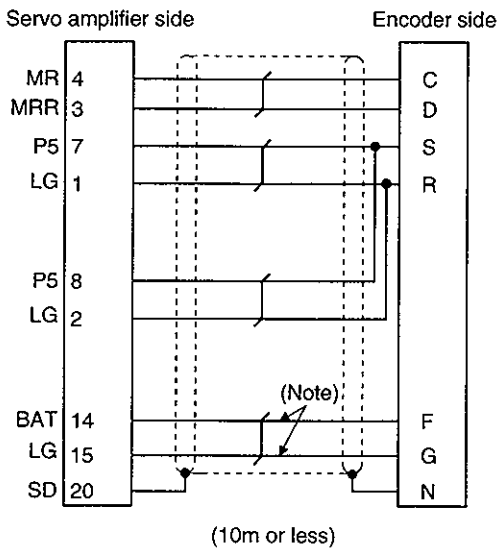 Servo amplifier side Encoder side
MR 4 C
MRR 3 D
P5 7 S
LG 1 R
P5 8
LG 2
(Note)
BAT 14 F
LG 15 G
SD 20 N
(10m or less)